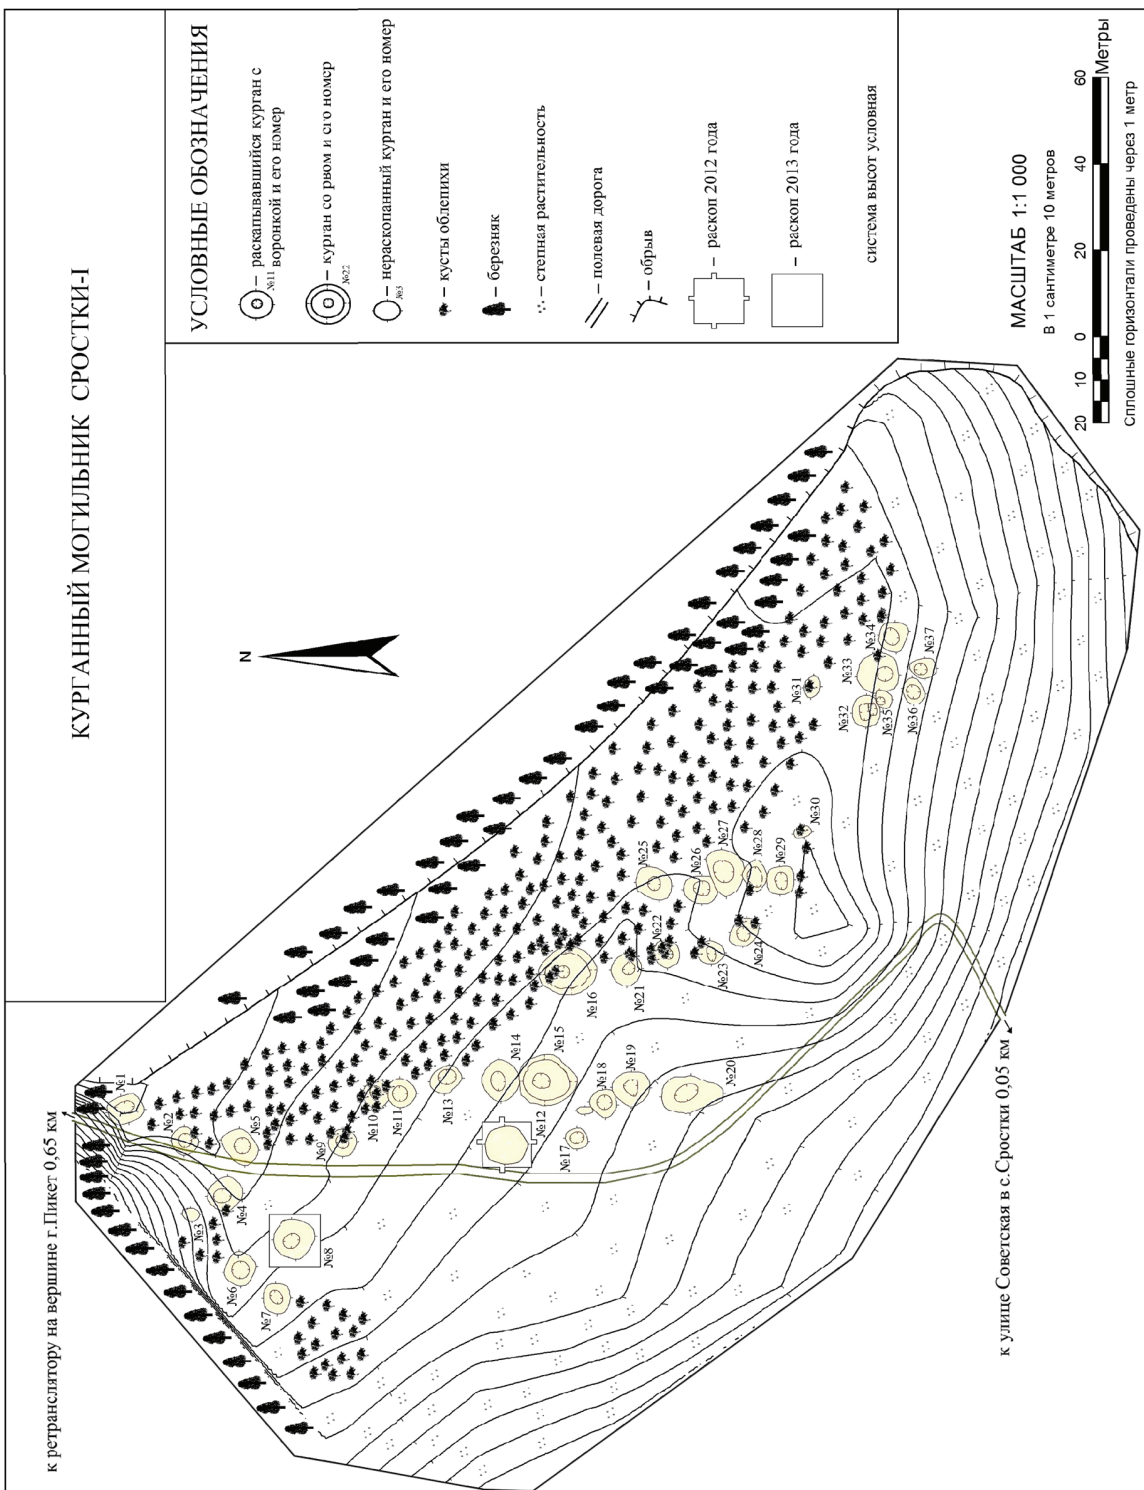 КУРГАННЫЙ МОГИЛЬНИК СРОСТКИ-I
УСЛОВНЫЕ ОБОЗНАЧЕНИЯ
№11
– раскапывавшийся курган с
воронкой и его номер
№22
– курган со рвом и его номер
№3
– нераскопанный курган и его номер
– кусты облепихи
– березняк
– степная растительность
– полевая дорога
– обрыв
– раскоп 2012 года
– раскоп 2013 года
система высот условная
МАСШТАБ 1:1 000
В 1 сантиметре 10 метров
20 10 0 20 40 60
Метры
Сплошные горизонтали проведены через 1 метр
N
к ретранслятору на вершине г.Пикет 0,65 км
к улице Советская в с.Сростки 0,05 км
№1
№2
№3
№4
№5
№6
№7
№8
№9
№10
№11
№12
№13
№14
№15
№16
№17
№18
№19
№20
№21
№22
№23
№24
№25
№26
№27
№28
№29
№30
№31
№32
№33
№34
№35
№36
№37